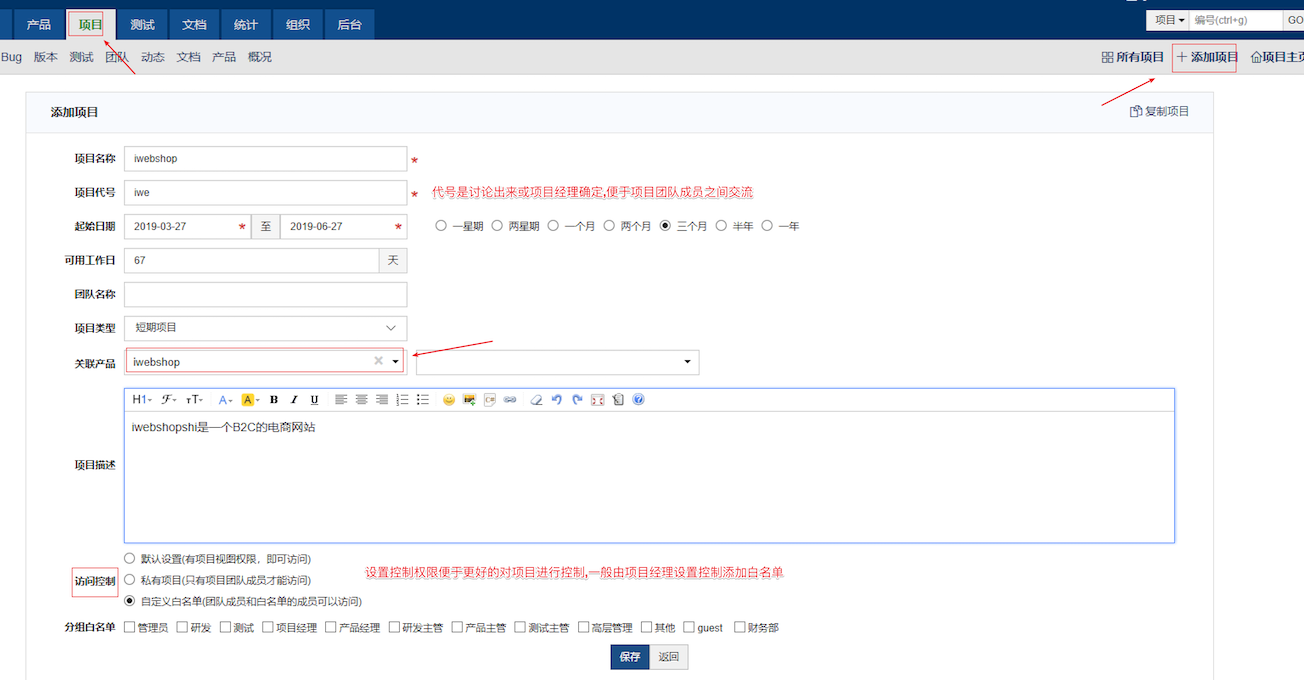 产品 项目 测试 文档 统计 组织 后台 项目 编号(ctrl+g) GO
Bug 版本 测试 团队 动态 文档 产品 概况 所有项目 添加项目 项目主页
添加项目 复制项目
项目名称 iwebshop *
项目代号 iwe * 代号是讨论出来或项目经理确定,便于项目团队成员之间交流
起始日期 2019-03-27 * 至 2019-06-27 * 一星期 两星期 一个月 两个月 三个月 半年 一年
可用工作日 67 天
团队名称
项目类型 短期项目
关联产品 iwebshop
H1 F TT A A B I U
iwebshopshi是一个B2C的电商网站
项目描述
默认设置(有项目视图权限，即可访问)
访问控制 私有项目(只有项目团队成员才能访问) 设置控制权限便于更好的对项目进行控制,一般由项目经理设置控制添加白名单
自定义白名单(团队成员和白名单的成员可以访问)
分组白名单 管理员 研发 测试 项目经理 产品经理 研发主管 产品主管 测试主管 高层管理 其他 guest 财务部
保存 返回